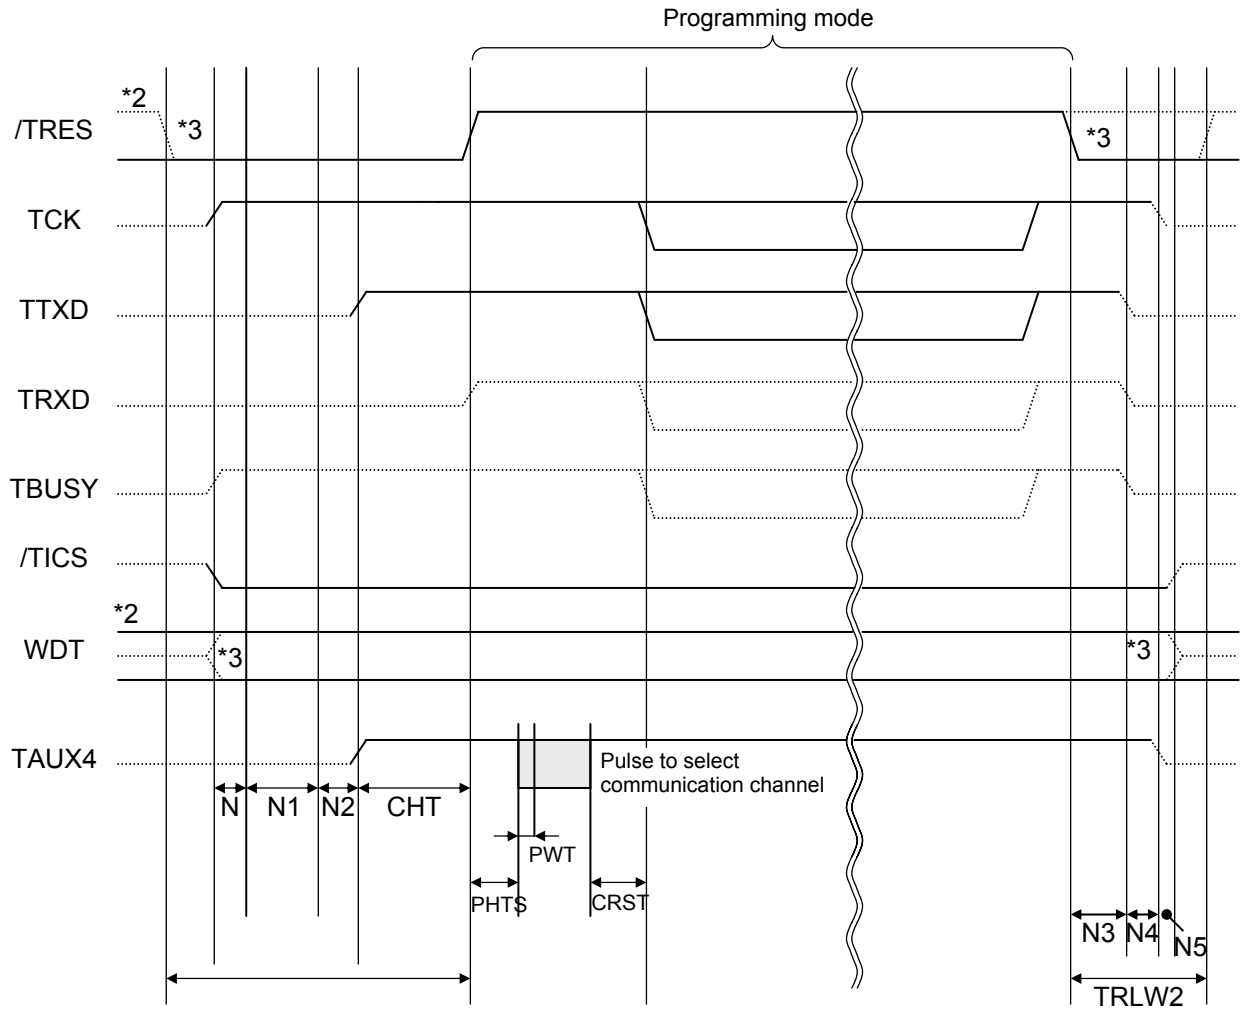 Programming mode
*2
/TRES
*3
*3
TCK
TTXD
TRXD
TBUSY
/TICS
*2
WDT
*3
*3
TAUX4
Pulse to select
communication channel
N
N1
N2
CHT
PWT
PHTS
CRST
N3
N4
N5
TRLW2